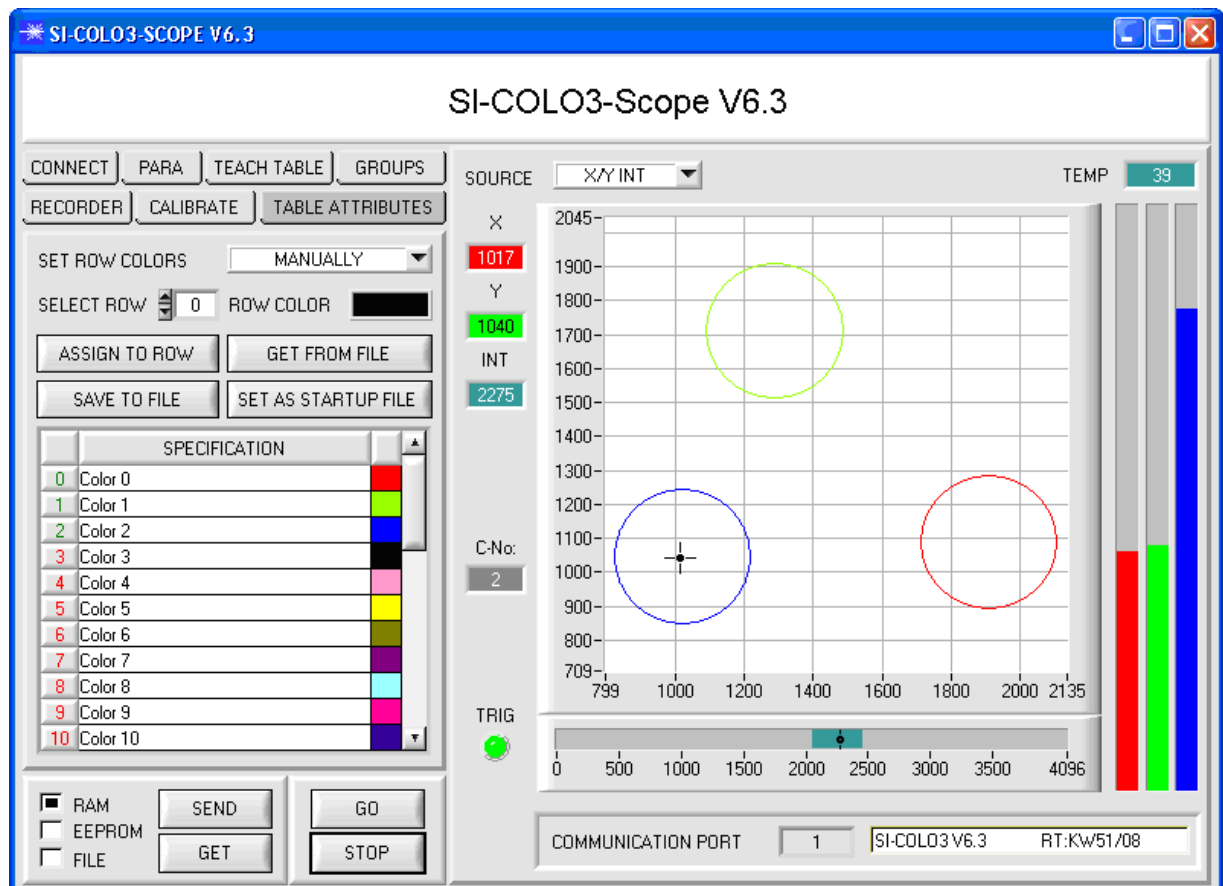 SI-COLO3-SCOPE V6.3
SI-COLO3-Scope V6.3
CONNECT PARA TEACH TABLE GROUPS
RECORDER CALIBRATE TABLE ATTRIBUTES
SET ROW COLORS MANUALLY
SELECT ROW 0 ROW COLOR
ASSIGN TO ROW GET FROM FILE
SAVE TO FILE SET AS STARTUP FILE
SPECIFICATION
0 Color 0
1 Color 1
2 Color 2
3 Color 3
4 Color 4
5 Color 5
6 Color 6
7 Color 7
8 Color 8
9 Color 9
10 Color 10
RAM
EEPROM
FILE
SEND
GET
GO
STOP
SOURCE X/Y INT
TEMP 39
X
1017
Y
1040
INT
2275
C-No:
2
TRIG
2045
1900
1800
1700
1600
1500
1400
1300
1200
1100
1000
900
800
709
799 1000 1200 1400 1600 1800 2000 2135
0 500 1000 1500 2000 2500 3000 3500 4096
COMMUNICATION PORT 1 SI-COLO3 V6.3 RT:KW51/08